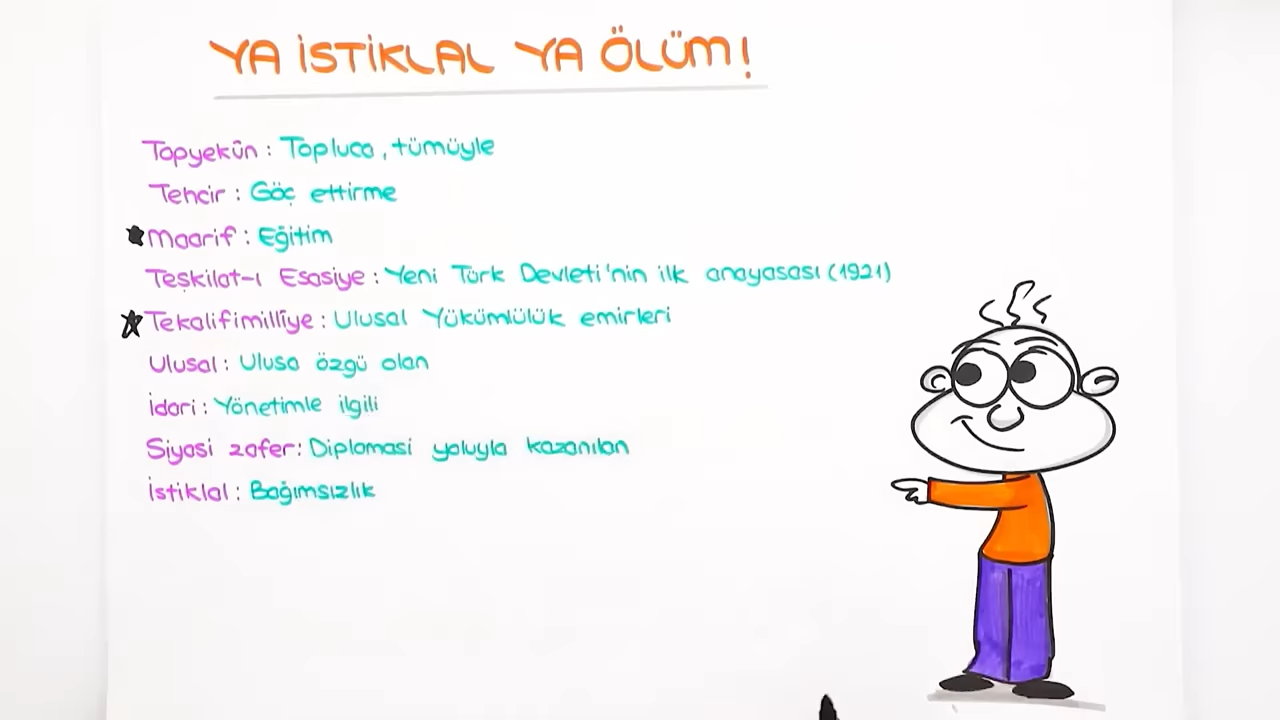 YA İSTİKLAL YA ÖLÜM!
Topyekûn : Topluca, tümüyle
Tehcir : Göç ettirme
Maarif : Eğitim
Teşkilat-ı Esasiye : Yeni Türk Devleti'nin ilk anayasası (1921)
Tekalifimillîye : Ulusal Yükümlülük emirleri
Ulusal : Ulusa özgü olan
İdari : Yönetimle ilgili
Siyasi zafer : Diplomasi yoluyla kazanılan
İstiklal : Bağımsızlık